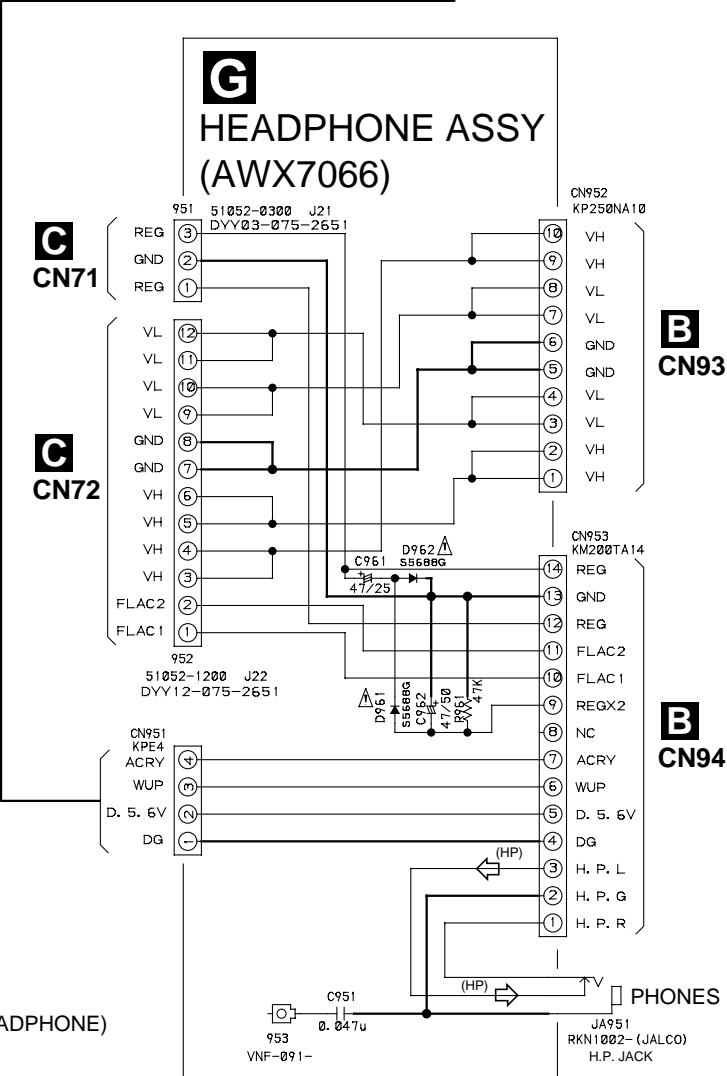 G
HEADPHONE ASSY
(AWX7066)
951 51052-0300 J21
DYY03-075-2651
CN952
KP250NA10
C
CN71
REG 3
GND 2
REG 1
C
CN72
VL 12
VL 11
VL 10
VL 9
GND 8
GND 7
VH 6
VH 5
VH 4
VH 3
FLAC2 2
FLAC1 1
952
51052-1200 J22
DYY12-075-2651
10 VH
9 VH
8 VL
7 VL
6 GND
5 GND
4 VL
3 VL
2 VH
1 VH
B
CN93
C961
47/25
D962
S5688G
D961
S5688G
C962
47/50
R961
47K
CN953
KM200TA14
14 REG
13 GND
12 REG
11 FLAC2
10 FLAC1
9 REGX2
8 NC
7 ACRY
6 WUP
5 D. 5. 6V
4 DG
3 H. P. L
2 H. P. G
1 H. P. R
B
CN94
CN951
KPE4
ACRY 4
WUP 3
D. 5. 6V 2
DG 1
(HP)
(HP)
PHONES
JA951
RKN1002- (JALCO)
H.P. JACK
C951
0.047u
953
VNF-091-
ADPHONE)